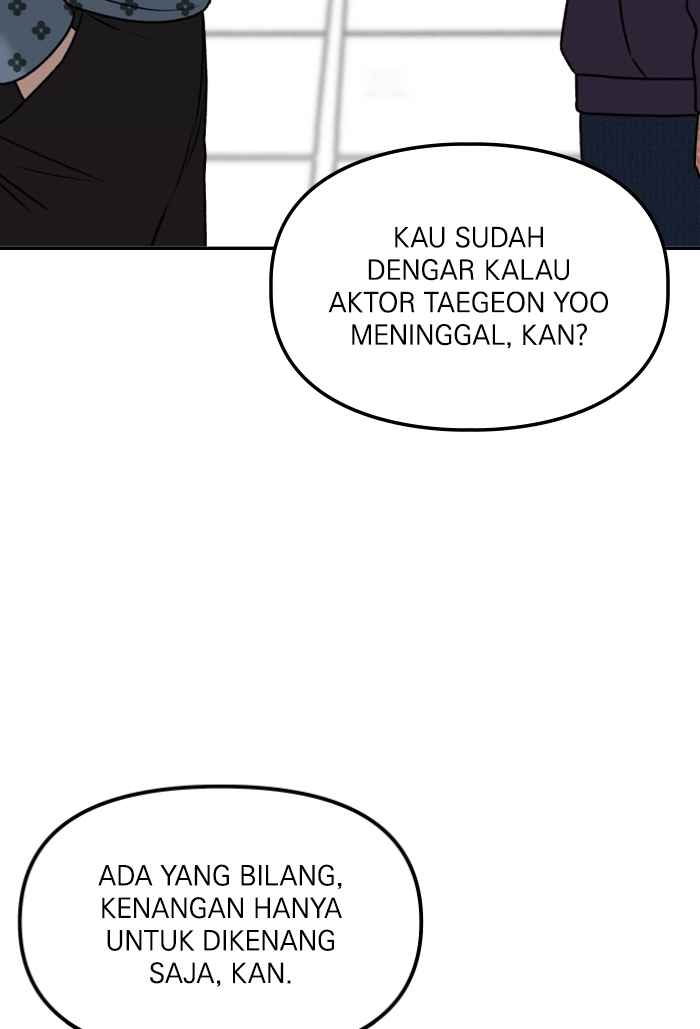 KAU SUDAH
DENGAR KALAU
AKTOR TAEGEON YOO
MENINGGAL, KAN?
ADA YANG BILANG,
KENANGAN HANYA
UNTUK DIKENANG
SAJA, KAN.